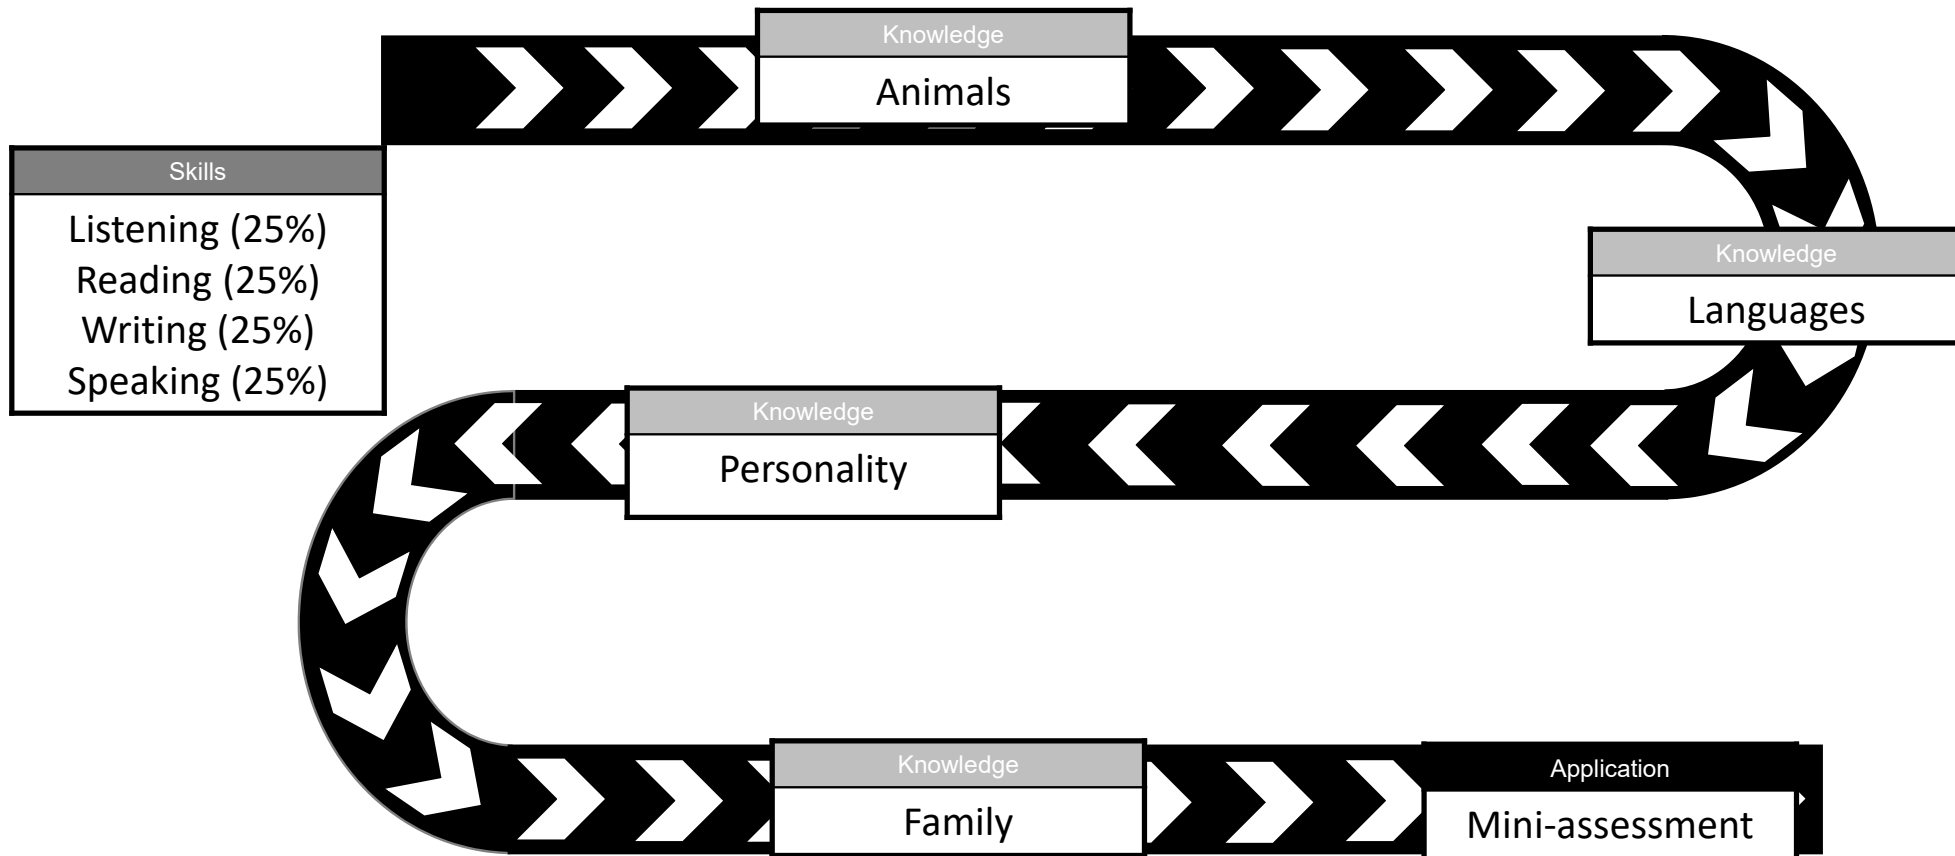 Knowledge
Animals
Skills
Listening (25%)
Reading (25%)
Writing (25%)
Speaking (25%)
Knowledge
Languages
Knowledge
Personality
Knowledge
Family
Application
Mini-assessment